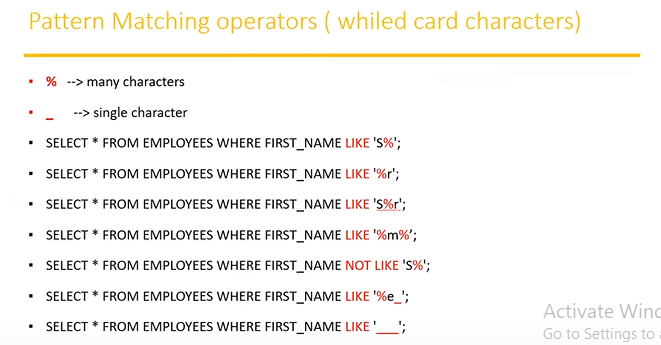 Pattern Matching operators ( whiled card characters)
% --> many characters
_ --> single character
SELECT * FROM EMPLOYEES WHERE FIRST_NAME LIKE 'S%';
SELECT * FROM EMPLOYEES WHERE FIRST_NAME LIKE '%r';
SELECT * FROM EMPLOYEES WHERE FIRST_NAME LIKE 'S%r';
SELECT * FROM EMPLOYEES WHERE FIRST_NAME LIKE '%m%’;
SELECT * FROM EMPLOYEES WHERE FIRST_NAME NOT LIKE 'S%';
SELECT * FROM EMPLOYEES WHERE FIRST_NAME LIKE '%e_';
SELECT * FROM EMPLOYEES WHERE FIRST_NAME LIKE '___';
Activate Winc
Go to Settings to